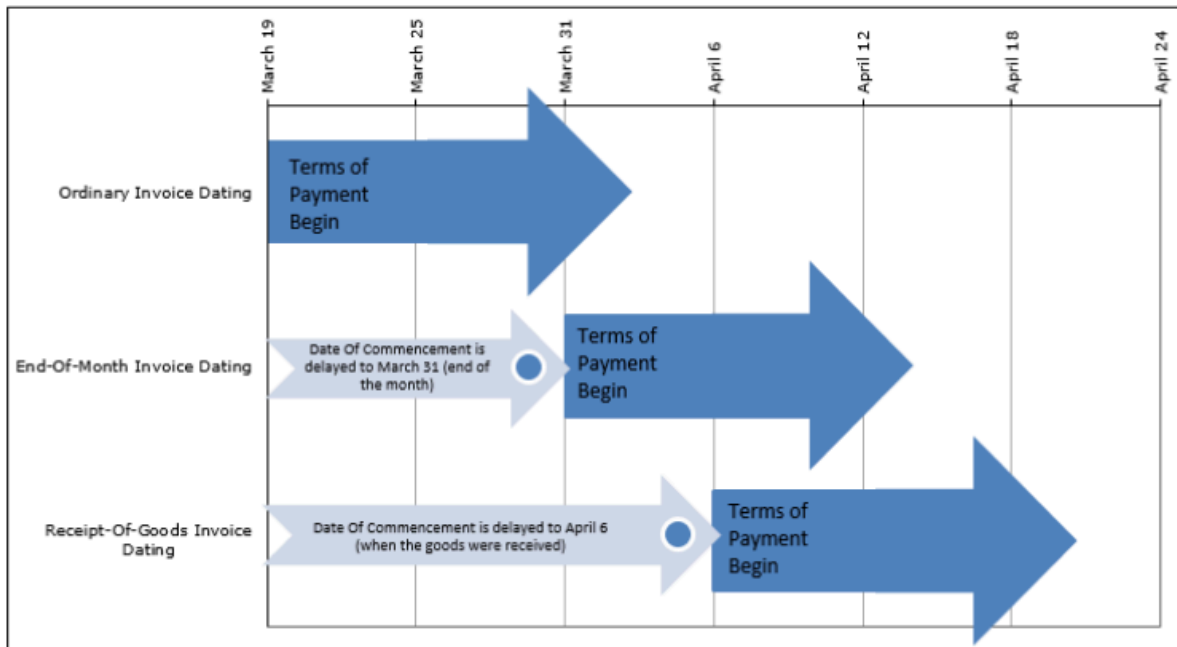 March 19
March 25
March 31
April 6
April 12
April 18
April 24
Ordinary Invoice Dating
Terms of
Payment
Begin
End-Of-Month Invoice Dating
Date Of Commencement is
delayed to March 31 (end of
the month)
Terms of
Payment
Begin
Receipt-Of-Goods Invoice
Dating
Date Of Commencement is delayed to April 6
(when the goods were received)
Terms of
Payment
Begin